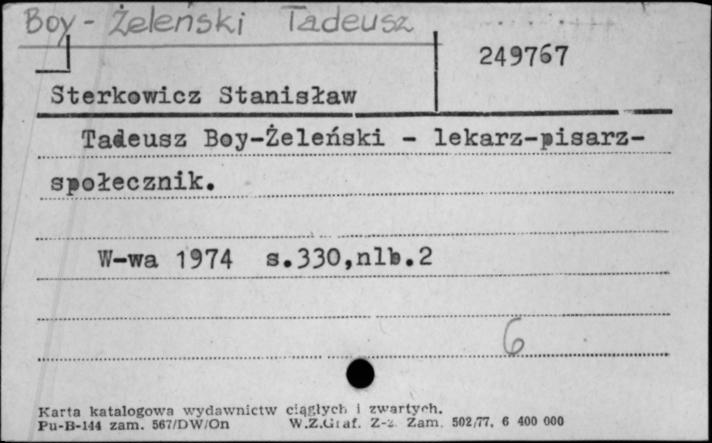 Boy - Żeleński Tadeusz
249767
Sterkowicz Stanisław
Tadeusz Boy-Żeleński - lekarz-pisarz-
społecznik.
W-wa 1974 s.330,nlb.2
6
Karta katalogowa wydawnictw ciągłych i zwartych.
Pu-B-144 zam. 567/DW/On W.Z.Graf. Z-z Zam. 502/77. 6 400 000